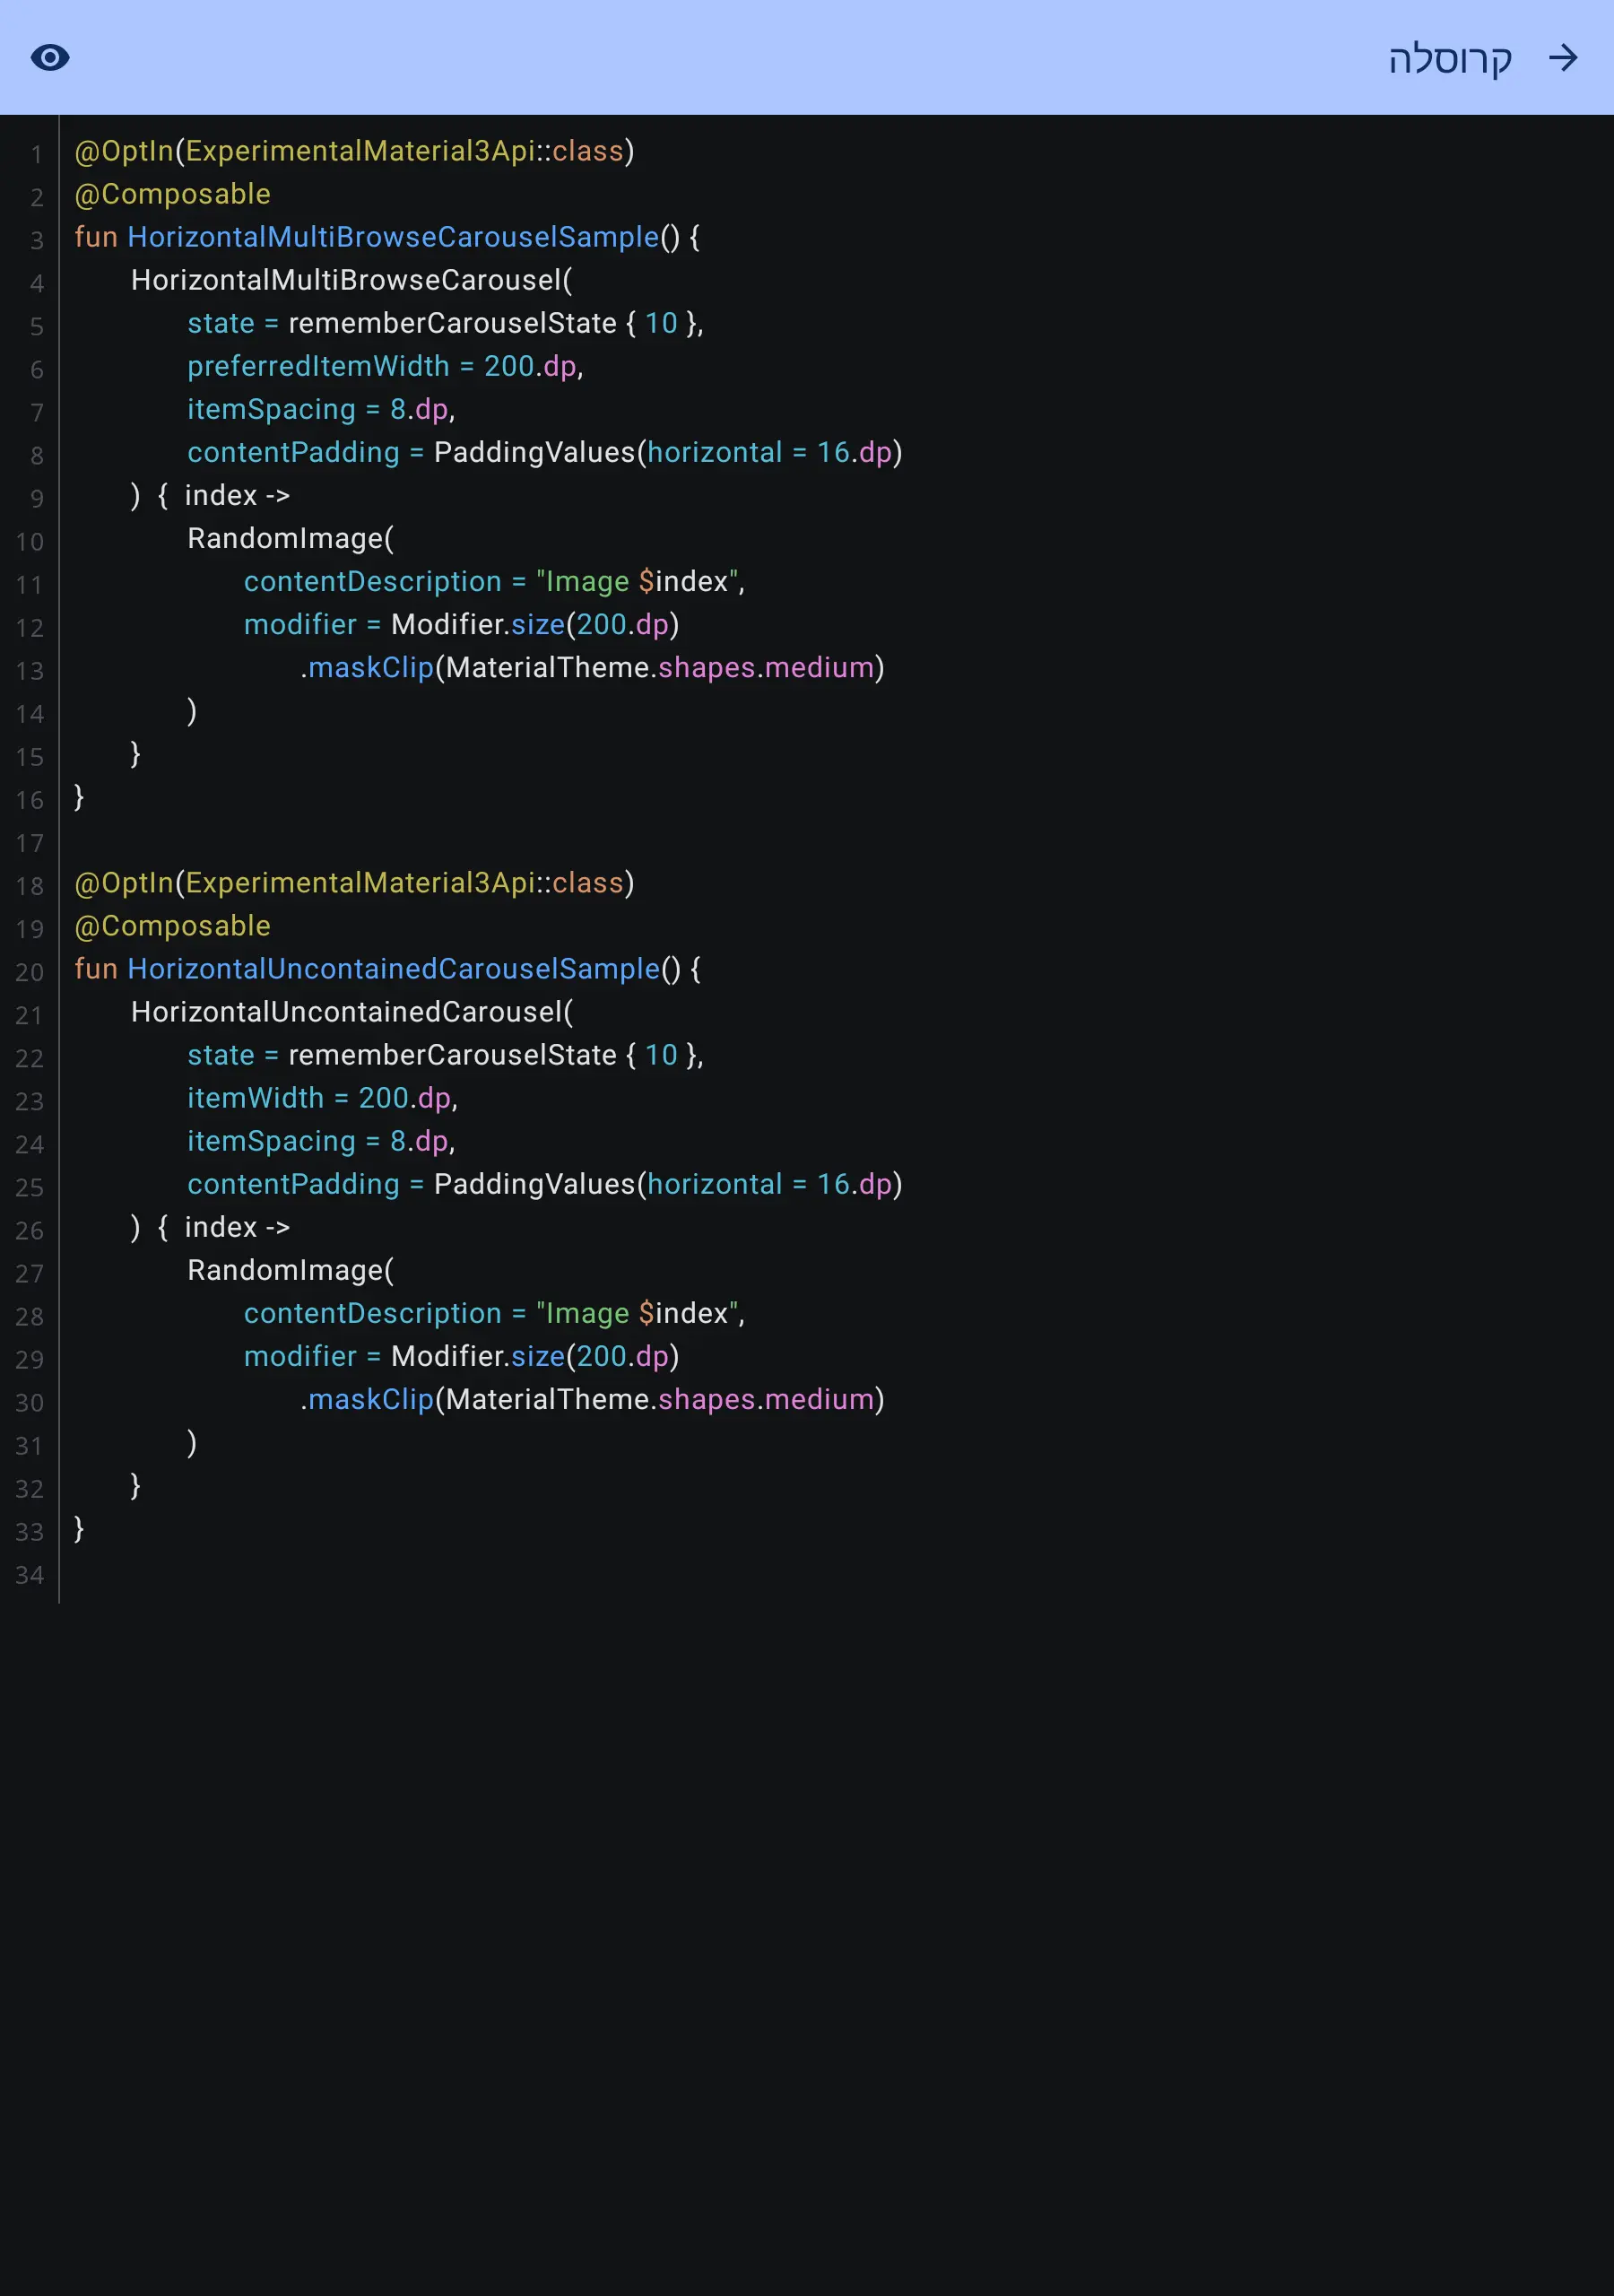 קרוסלה
1 @OptIn(ExperimentalMaterial3Api::class)
2 @Composable
3 fun HorizontalMultiBrowseCarouselSample() {
4 HorizontalMultiBrowseCarousel(
5 state = rememberCarouselState { 10 },
6 preferredItemWidth = 200.dp,
7 itemSpacing = 8.dp,
8 contentPadding = PaddingValues(horizontal = 16.dp)
9 ) { index ->
10 RandomImage(
11 contentDescription = "Image $index",
12 modifier = Modifier.size(200.dp)
13 .maskClip(MaterialTheme.shapes.medium)
14 )
15 }
16 }
17
18 @OptIn(ExperimentalMaterial3Api::class)
19 @Composable
20 fun HorizontalUncontainedCarouselSample() {
21 HorizontalUncontainedCarousel(
22 state = rememberCarouselState { 10 },
23 itemWidth = 200.dp,
24 itemSpacing = 8.dp,
25 contentPadding = PaddingValues(horizontal = 16.dp)
26 ) { index ->
27 RandomImage(
28 contentDescription = "Image $index",
29 modifier = Modifier.size(200.dp)
30 .maskClip(MaterialTheme.shapes.medium)
31 )
32 }
33 }
34